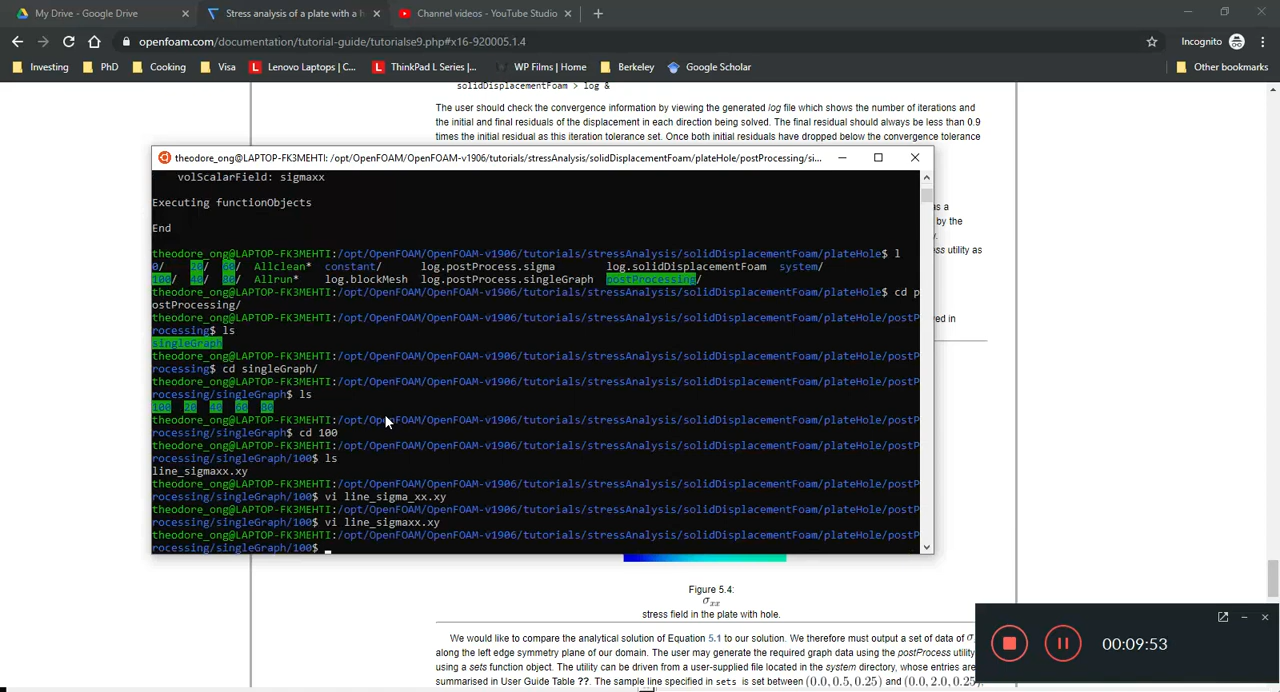 My Drive - Google Drive
Stress analysis of a plate with a h
Channel videos - YouTube Studio
openfoam.com/documentation/tutorial-guide/tutorialse9.php#x16-920005.1.4
Incognito
Investing
PhD
Cooking
Visa
Lenovo Laptops | C...
ThinkPad L Series |...
WP Films | Home
Berkeley
Google Scholar
Other bookmarks
solidDisplacementFoam > log &
The user should check the convergence information by viewing the generated log file which shows the number of iterations and
the initial and final residuals of the displacement in each direction being solved. The final residual should always be less than 0.9
times the initial residual as this iteration tolerance set. Once both initial residuals have dropped below the convergence tolerance
theodore_ong@LAPTOP-FK3MEHTI: /opt/OpenFOAM/OpenFOAM-v1906/tutorials/stressAnalysis/solidDisplacementFoam/plateHole/postProcessing/si...
volScalarField: sigmaxx
Executing functionObjects
End
theodore_ong@LAPTOP-FK3MEHTI:/opt/OpenFOAM/OpenFOAM-v1906/tutorials/stressAnalysis/solidDisplacementFoam/plateHole$ l
0/ 20/ 60/ Allclean* constant/ log.postProcess.sigma log.solidDisplacementFoam system/
100/ 40/ 80/ Allrun* log.blockMesh log.postProcess.singleGraph postProcessing/
theodore_ong@LAPTOP-FK3MEHTI:/opt/OpenFOAM/OpenFOAM-v1906/tutorials/stressAnalysis/solidDisplacementFoam/plateHole$ cd p
ostProcessing/
theodore_ong@LAPTOP-FK3MEHTI:/opt/OpenFOAM/OpenFOAM-v1906/tutorials/stressAnalysis/solidDisplacementFoam/plateHole/postP
rocessing$ ls
singleGraph
theodore_ong@LAPTOP-FK3MEHTI:/opt/OpenFOAM/OpenFOAM-v1906/tutorials/stressAnalysis/solidDisplacementFoam/plateHole/postP
rocessing$ cd singleGraph/
theodore_ong@LAPTOP-FK3MEHTI:/opt/OpenFOAM/OpenFOAM-v1906/tutorials/stressAnalysis/solidDisplacementFoam/plateHole/postP
rocessing/singleGraph$ ls
100 20 40 60 80
theodore_ong@LAPTOP-FK3MEHTI:/opt/OpenFOAM/OpenFOAM-v1906/tutorials/stressAnalysis/solidDisplacementFoam/plateHole/postP
rocessing/singleGraph$ cd 100
theodore_ong@LAPTOP-FK3MEHTI:/opt/OpenFOAM/OpenFOAM-v1906/tutorials/stressAnalysis/solidDisplacementFoam/plateHole/postP
rocessing/singleGraph/100$ ls
line_sigmaxx.xy
theodore_ong@LAPTOP-FK3MEHTI:/opt/OpenFOAM/OpenFOAM-v1906/tutorials/stressAnalysis/solidDisplacementFoam/plateHole/postP
rocessing/singleGraph/100$ vi line_sigma_xx.xy
theodore_ong@LAPTOP-FK3MEHTI:/opt/OpenFOAM/OpenFOAM-v1906/tutorials/stressAnalysis/solidDisplacementFoam/plateHole/postP
rocessing/singleGraph/100$ vi line_sigmaxx.xy
theodore_ong@LAPTOP-FK3MEHTI:/opt/OpenFOAM/OpenFOAM-v1906/tutorials/stressAnalysis/solidDisplacementFoam/plateHole/postP
rocessing/singleGraph/100$
as a
by the
ess utility as
ed in
Figure 5.4:
σxx
stress field in the plate with hole.
We would like to compare the analytical solution of Equation 5.1 to our solution. We therefore must output a set of data of σ
along the left edge symmetry plane of our domain. The user may generate the required graph data using the postProcess utility
using a sets function object. The utility can be driven from a user-supplied file located in the system directory, whose entries are
summarised in User Guide Table ??. The sample line specified in sets is set between (0.0, 0.5, 0.25) and (0.0, 2.0, 0.25).
00:09:53